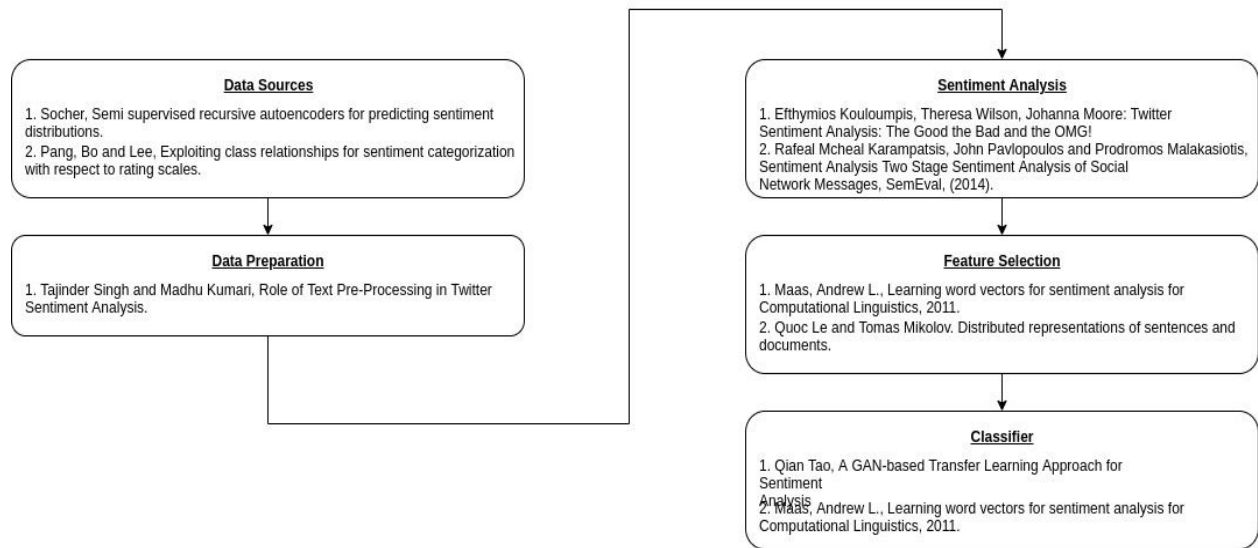 Data Sources
1. Socher, Semi supervised recursive autoencoders for predicting sentiment
distributions.
2. Pang, Bo and Lee, Exploiting class relationships for sentiment categorization
with respect to rating scales.
Data Preparation
1. Tajinder Singh and Madhu Kumari, Role of Text Pre-Processing in Twitter
Sentiment Analysis.
Sentiment Analysis
1. Efthymios Kouloumpis, Theresa Wilson, Johanna Moore: Twitter
Sentiment Analysis: The Good the Bad and the OMG!
2. Rafeal Mcheal Karampatsis, John Pavlopoulos and Prodromos Malakasiotis,
Sentiment Analysis Two Stage Sentiment Analysis of Social
Network Messages, SemEval, (2014).
Feature Selection
1. Maas, Andrew L., Learning word vectors for sentiment analysis for
Computational Linguistics, 2011.
2. Quoc Le and Tomas Mikolov. Distributed representations of sentences and
documents.
Classifier
1. Qian Tao, A GAN-based Transfer Learning Approach for
Sentiment
Analysis
2. Maas, Andrew L., Learning word vectors for sentiment analysis for
Computational Linguistics, 2011.